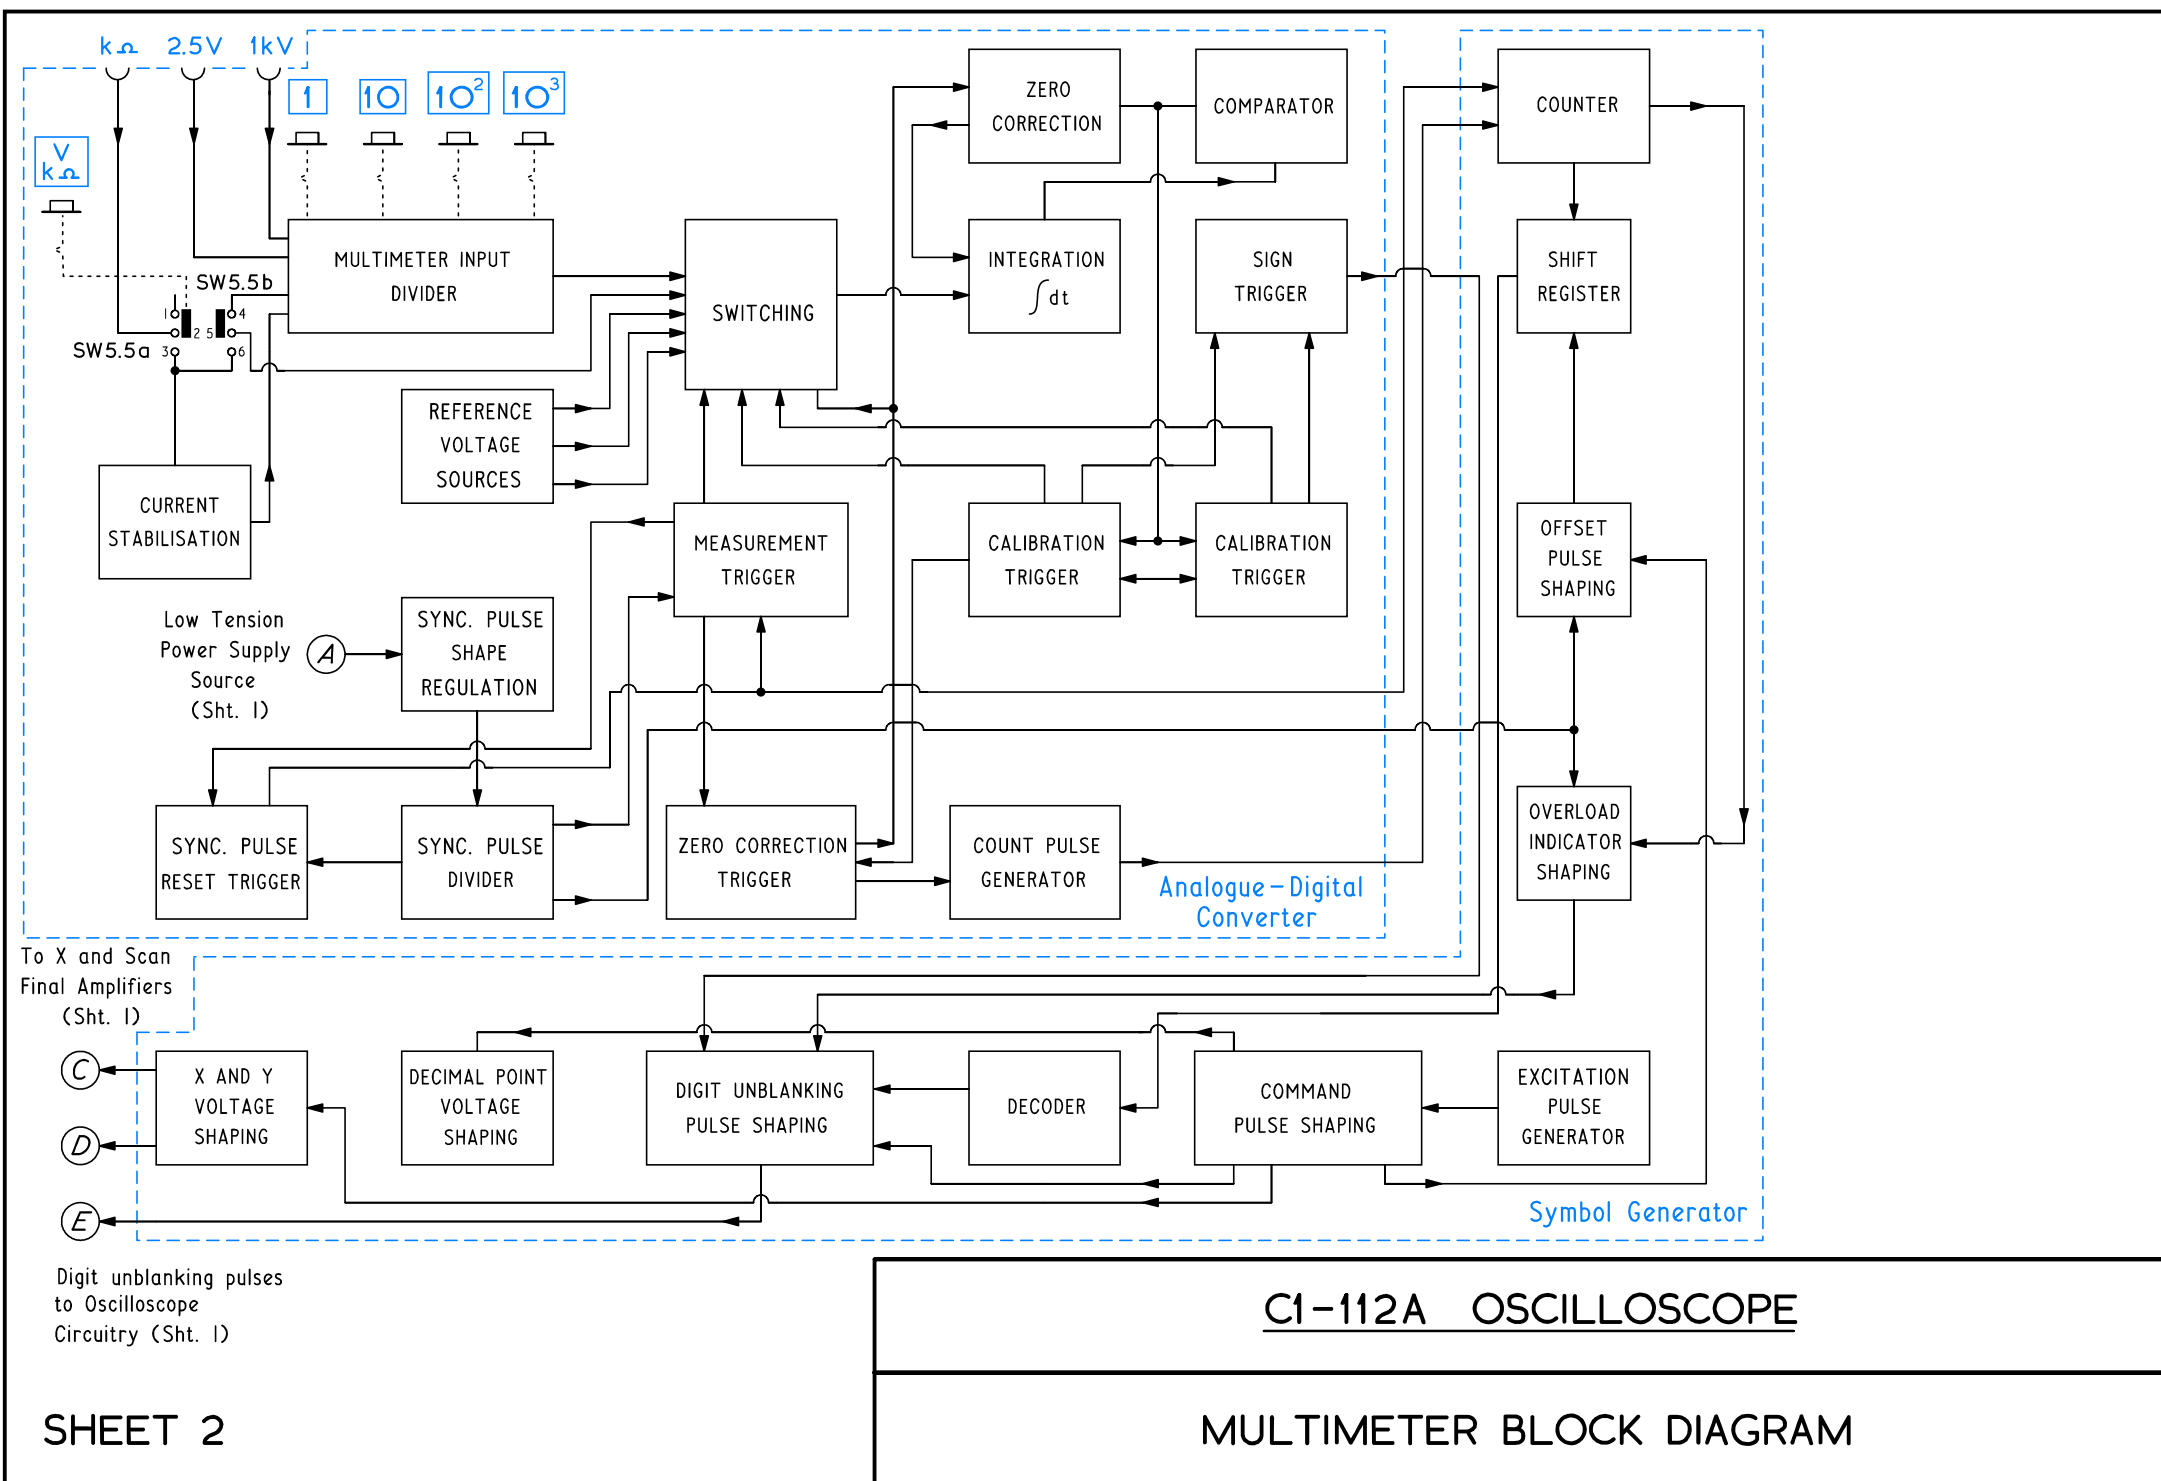 kΩ 2.5V 1kV
1 10 10² 10³
V
kΩ
MULTIMETER INPUT
DIVIDER
SW5.5b
1 2 5 4
SW5.5a 3 6
SWITCHING
ZERO
CORRECTION
COMPARATOR
INTEGRATION
∫dt
SIGN
TRIGGER
COUNTER
SHIFT
REGISTER
REFERENCE
VOLTAGE
SOURCES
CURRENT
STABILISATION
MEASUREMENT
TRIGGER
CALIBRATION
TRIGGER
CALIBRATION
TRIGGER
OFFSET
PULSE
SHAPING
Low Tension
Power Supply
Source
(Sht. 1)
A
SYNC. PULSE
SHAPE
REGULATION
SYNC. PULSE
RESET TRIGGER
SYNC. PULSE
DIVIDER
ZERO CORRECTION
TRIGGER
COUNT PULSE
GENERATOR
OVERLOAD
INDICATOR
SHAPING
Analogue-Digital
Converter
To X and Scan
Final Amplifiers
(Sht. 1)
C
D
E
X AND Y
VOLTAGE
SHAPING
DECIMAL POINT
VOLTAGE
SHAPING
DIGIT UNBLANKING
PULSE SHAPING
DECODER
COMMAND
PULSE SHAPING
EXCITATION
PULSE
GENERATOR
Symbol Generator
Digit unblanking pulses
to Oscilloscope
Circuitry (Sht. 1)
C1-112A OSCILLOSCOPE
SHEET 2
MULTIMETER BLOCK DIAGRAM